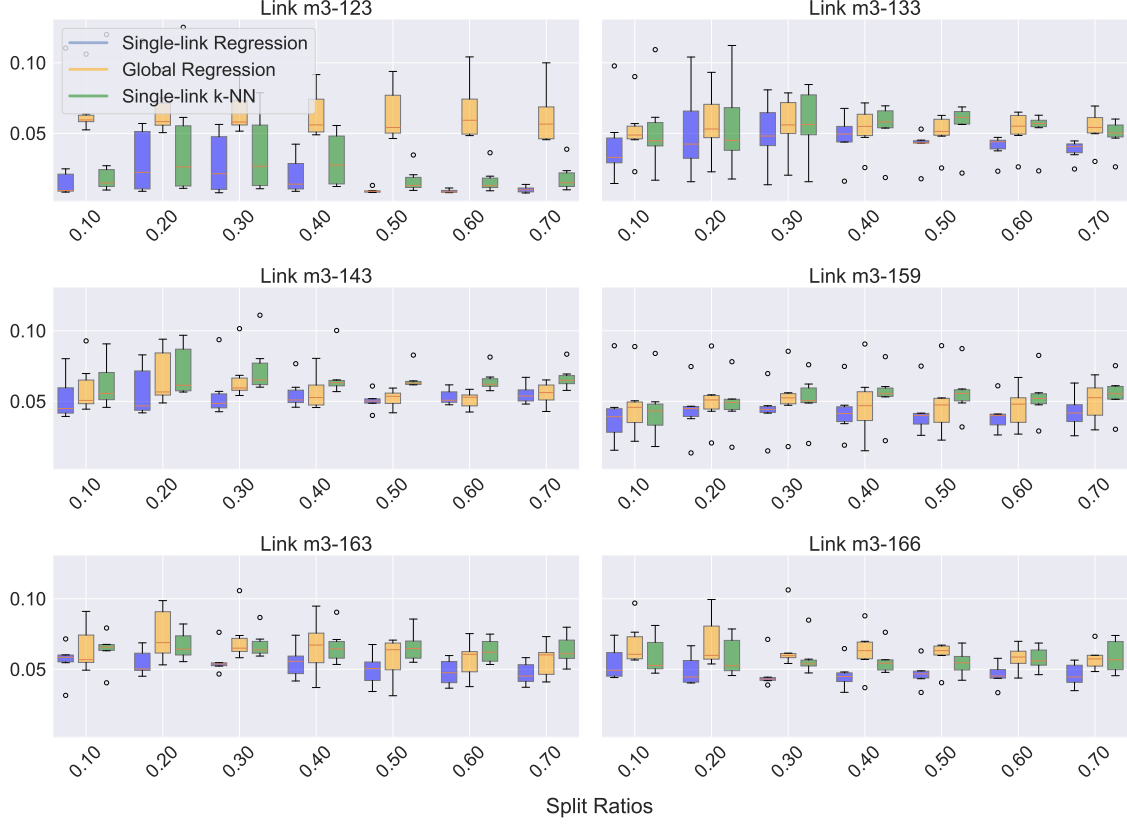 Link m3-123
Link m3-133
Single-link Regression
Global Regression
Single-link k-NN
0.10
0.05
0.10 0.20 0.30 0.40 0.50 0.60 0.70
0.10 0.20 0.30 0.40 0.50 0.60 0.70
Link m3-143
Link m3-159
0.10
0.05
0.10 0.20 0.30 0.40 0.50 0.60 0.70
0.10 0.20 0.30 0.40 0.50 0.60 0.70
Link m3-163
Link m3-166
0.10
0.05
0.10 0.20 0.30 0.40 0.50 0.60 0.70
0.10 0.20 0.30 0.40 0.50 0.60 0.70
Split Ratios